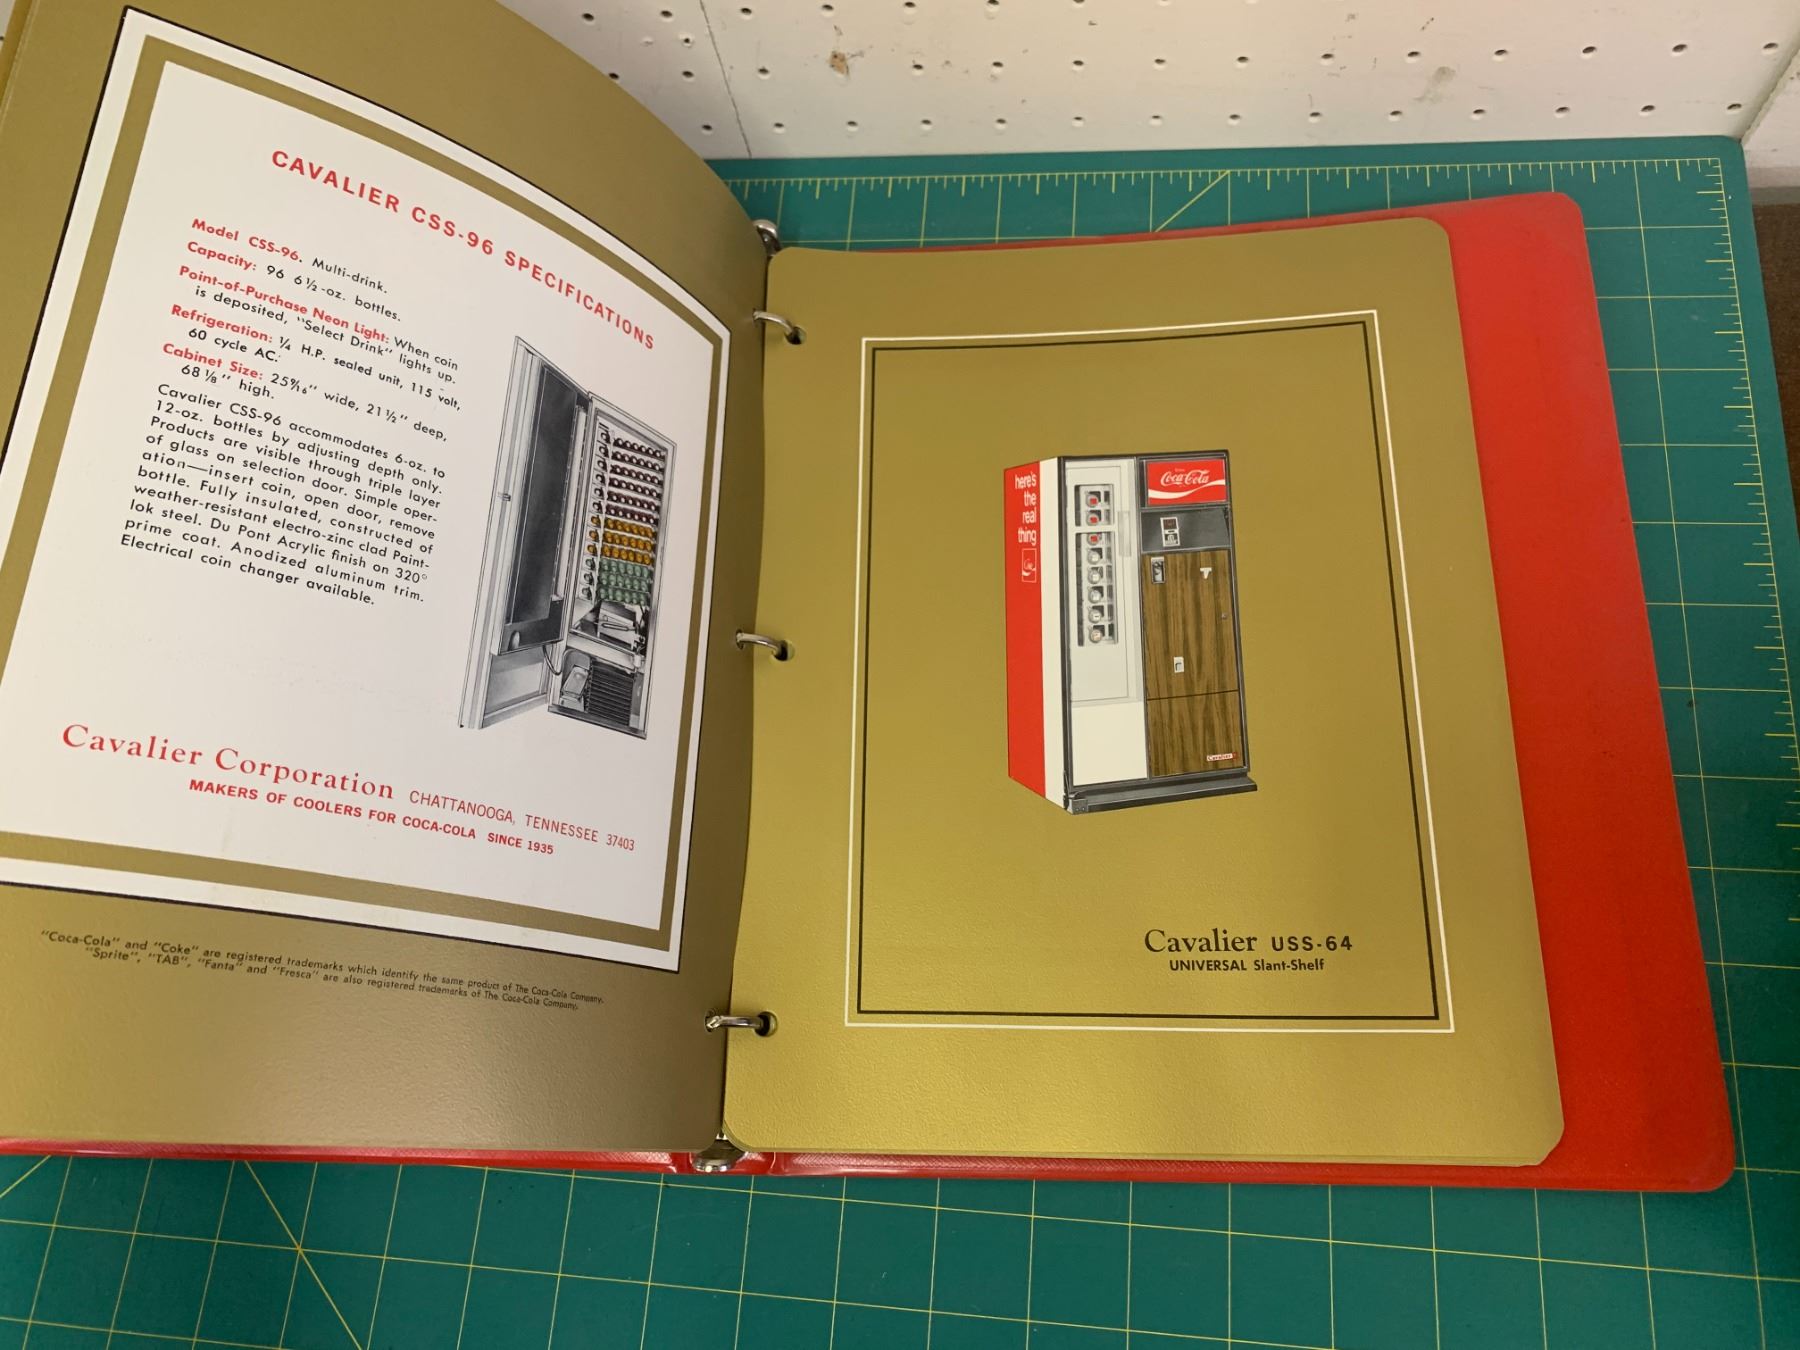 CAVALIER CSS-96 SPECIFICATIONS
Model CSS-96. Multi-drink.
Capacity: 96 6½-oz. bottles.
Point-of-Purchase Neon Light: When coin
is deposited, "Select Drink" lights up.
Refrigeration: ¼ H.P. sealed unit, 115 volt,
60 cycle AC.
Cabinet Size: 25⁹⁄₁₆" wide, 21½" deep,
68⅛" high.
Cavalier CSS-96 accommodates 6-oz. to
12-oz. bottles by adjusting depth only.
Products are visible through triple layer
of glass on selection door. Simple oper-
ation—insert coin, open door, remove
bottle. Fully insulated, constructed of
weather-resistant electro-zinc clad Paint-
lok steel. Du Pont Acrylic finish on 320°
prime coat. Anodized aluminum trim.
Electrical coin changer available.
Cavalier Corporation CHATTANOOGA, TENNESSEE 37403
MAKERS OF COOLERS FOR COCA-COLA SINCE 1935
"Coca-Cola" and "Coke" are registered trademarks which identify the same product of The Coca-Cola Company.
"Sprite", "TAB", "Fanta" and "Fresca" are also registered trademarks of The Coca-Cola Company.
here's
the
real
thing
Coke
Enjoy
Coca-Cola
Cavalier
Cavalier USS-64
UNIVERSAL Slant-Shelf